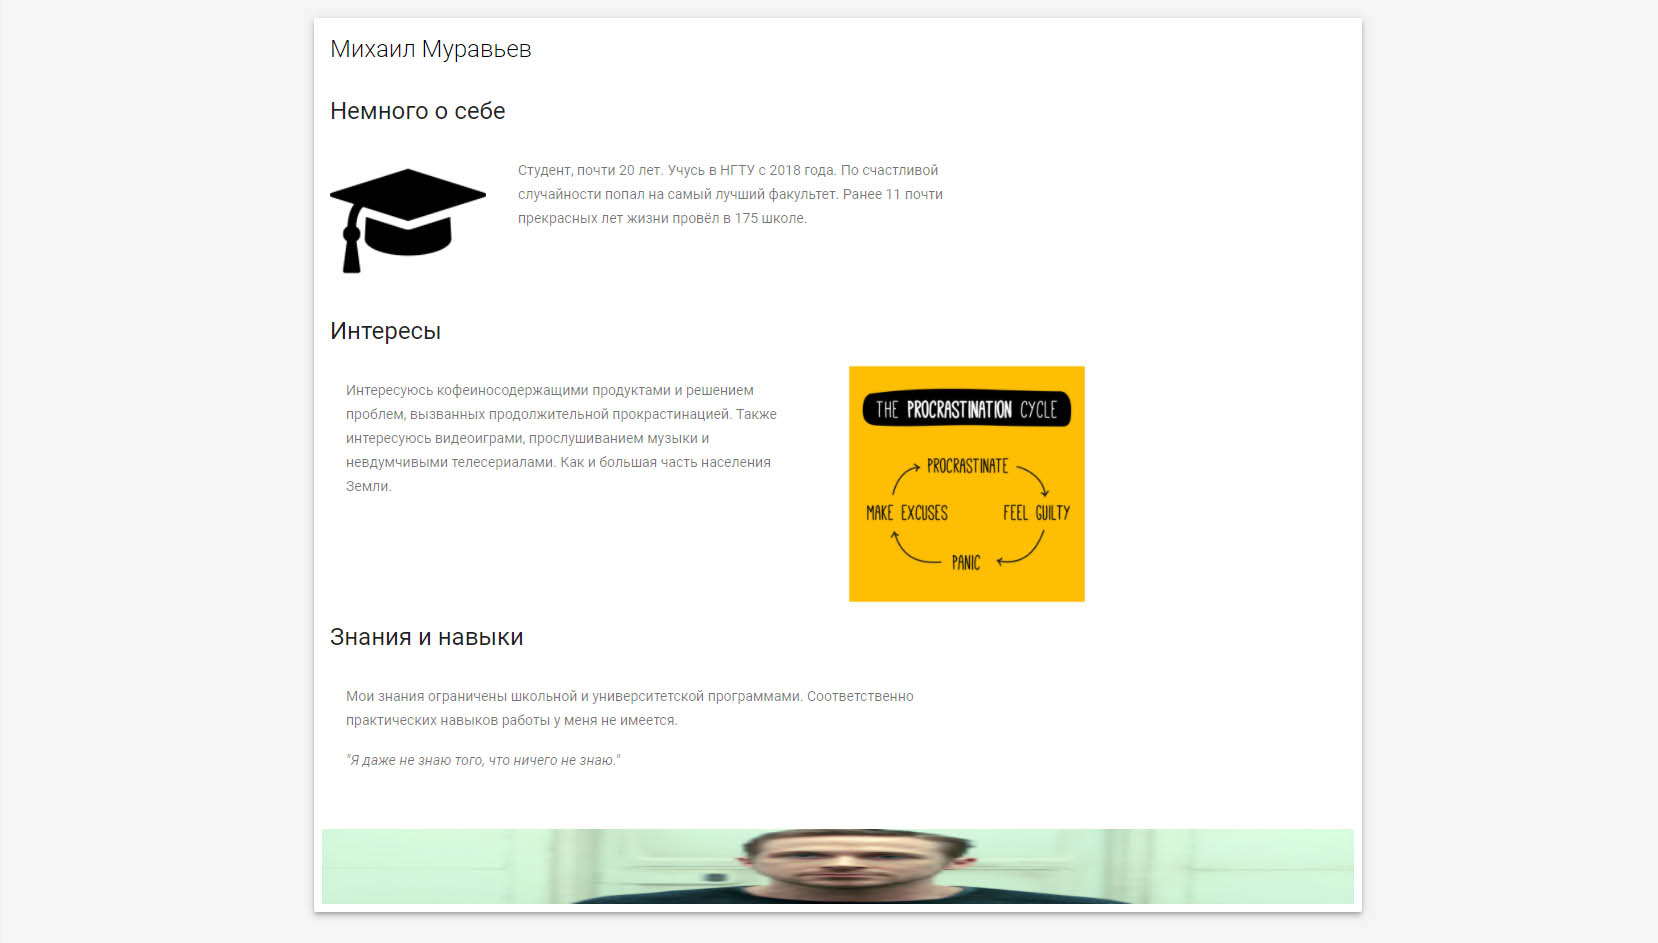 Михаил Муравьев
Немного о себе
Студент, почти 20 лет. Учусь в НГТУ с 2018 года. По счастливой
случайности попал на самый лучший факультет. Ранее 11 почти
прекрасных лет жизни провёл в 175 школе.
Интересы
Интересуюсь кофеиносодержащими продуктами и решением
проблем, вызванных продолжительной прокрастинацией. Также
интересуюсь видеоиграми, прослушиванием музыки и
невдумчивыми телесериалами. Как и большая часть населения
Земли.
THE PROCRASTINATION CYCLE
PROCRASTINATE
MAKE EXCUSES
FEEL GUILTY
PANIC
Знания и навыки
Мои знания ограничены школьной и университетской программами. Соответственно
практических навыков работы у меня не имеется.
"Я даже не знаю того, что ничего не знаю."